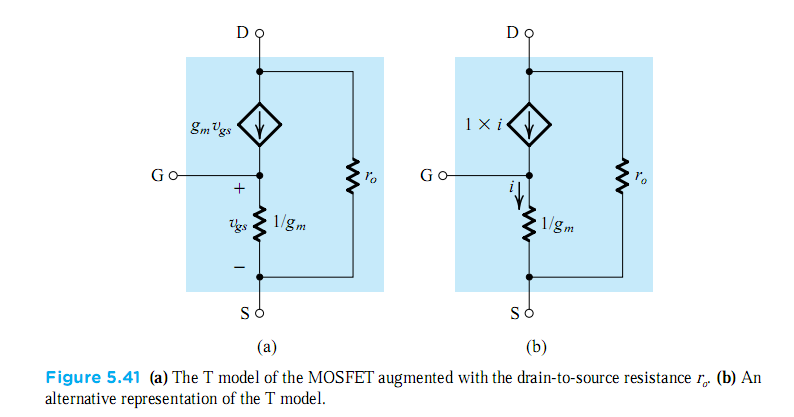 D
D
g_m v_gs
1 × i
G
r_o
G
r_o
+
i
v_gs
1/g_m
1/g_m
−
S
S
(a)
(b)
Figure 5.41 (a) The T model of the MOSFET augmented with the drain-to-source resistance r_o. (b) An
alternative representation of the T model.